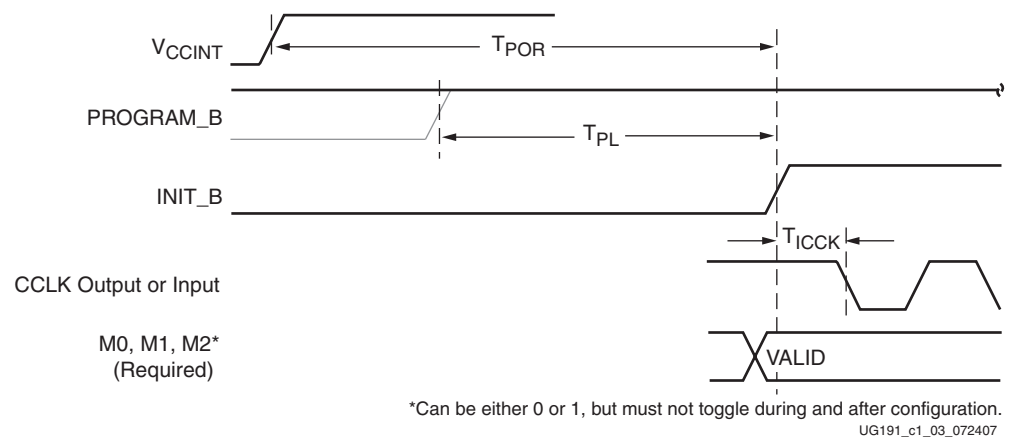 VCCINT
TPOR
PROGRAM_B
TPL
INIT_B
TICCK
CCLK Output or Input
M0, M1, M2*
(Required)
VALID
*Can be either 0 or 1, but must not toggle during and after configuration.
UG191_c1_03_072407